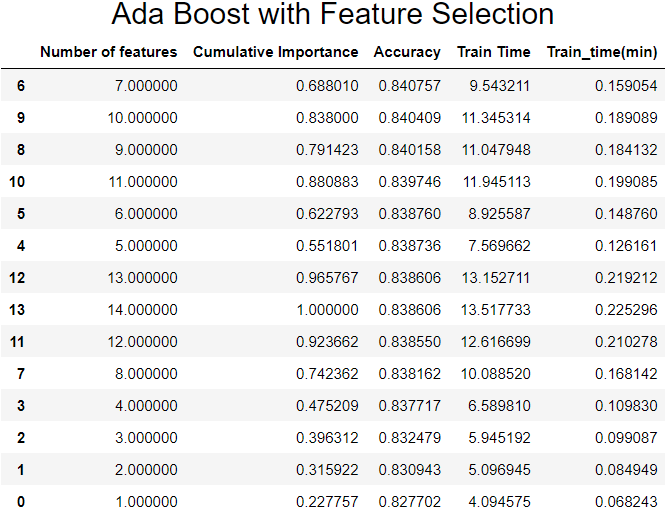 Ada Boost with Feature Selection
Number of features Cumulative Importance Accuracy Train Time Train_time(min)
6 7.000000 0.688010 0.840757 9.543211 0.159054
9 10.000000 0.838000 0.840409 11.345314 0.189089
8 9.000000 0.791423 0.840158 11.047948 0.184132
10 11.000000 0.880883 0.839746 11.945113 0.199085
5 6.000000 0.622793 0.838760 8.925587 0.148760
4 5.000000 0.551801 0.838736 7.569662 0.126161
12 13.000000 0.965767 0.838606 13.152711 0.219212
13 14.000000 1.000000 0.838606 13.517733 0.225296
11 12.000000 0.923662 0.838550 12.616699 0.210278
7 8.000000 0.742362 0.838162 10.088520 0.168142
3 4.000000 0.475209 0.837717 6.589810 0.109830
2 3.000000 0.396312 0.832479 5.945192 0.099087
1 2.000000 0.315922 0.830943 5.096945 0.084949
0 1.000000 0.227757 0.827702 4.094575 0.068243